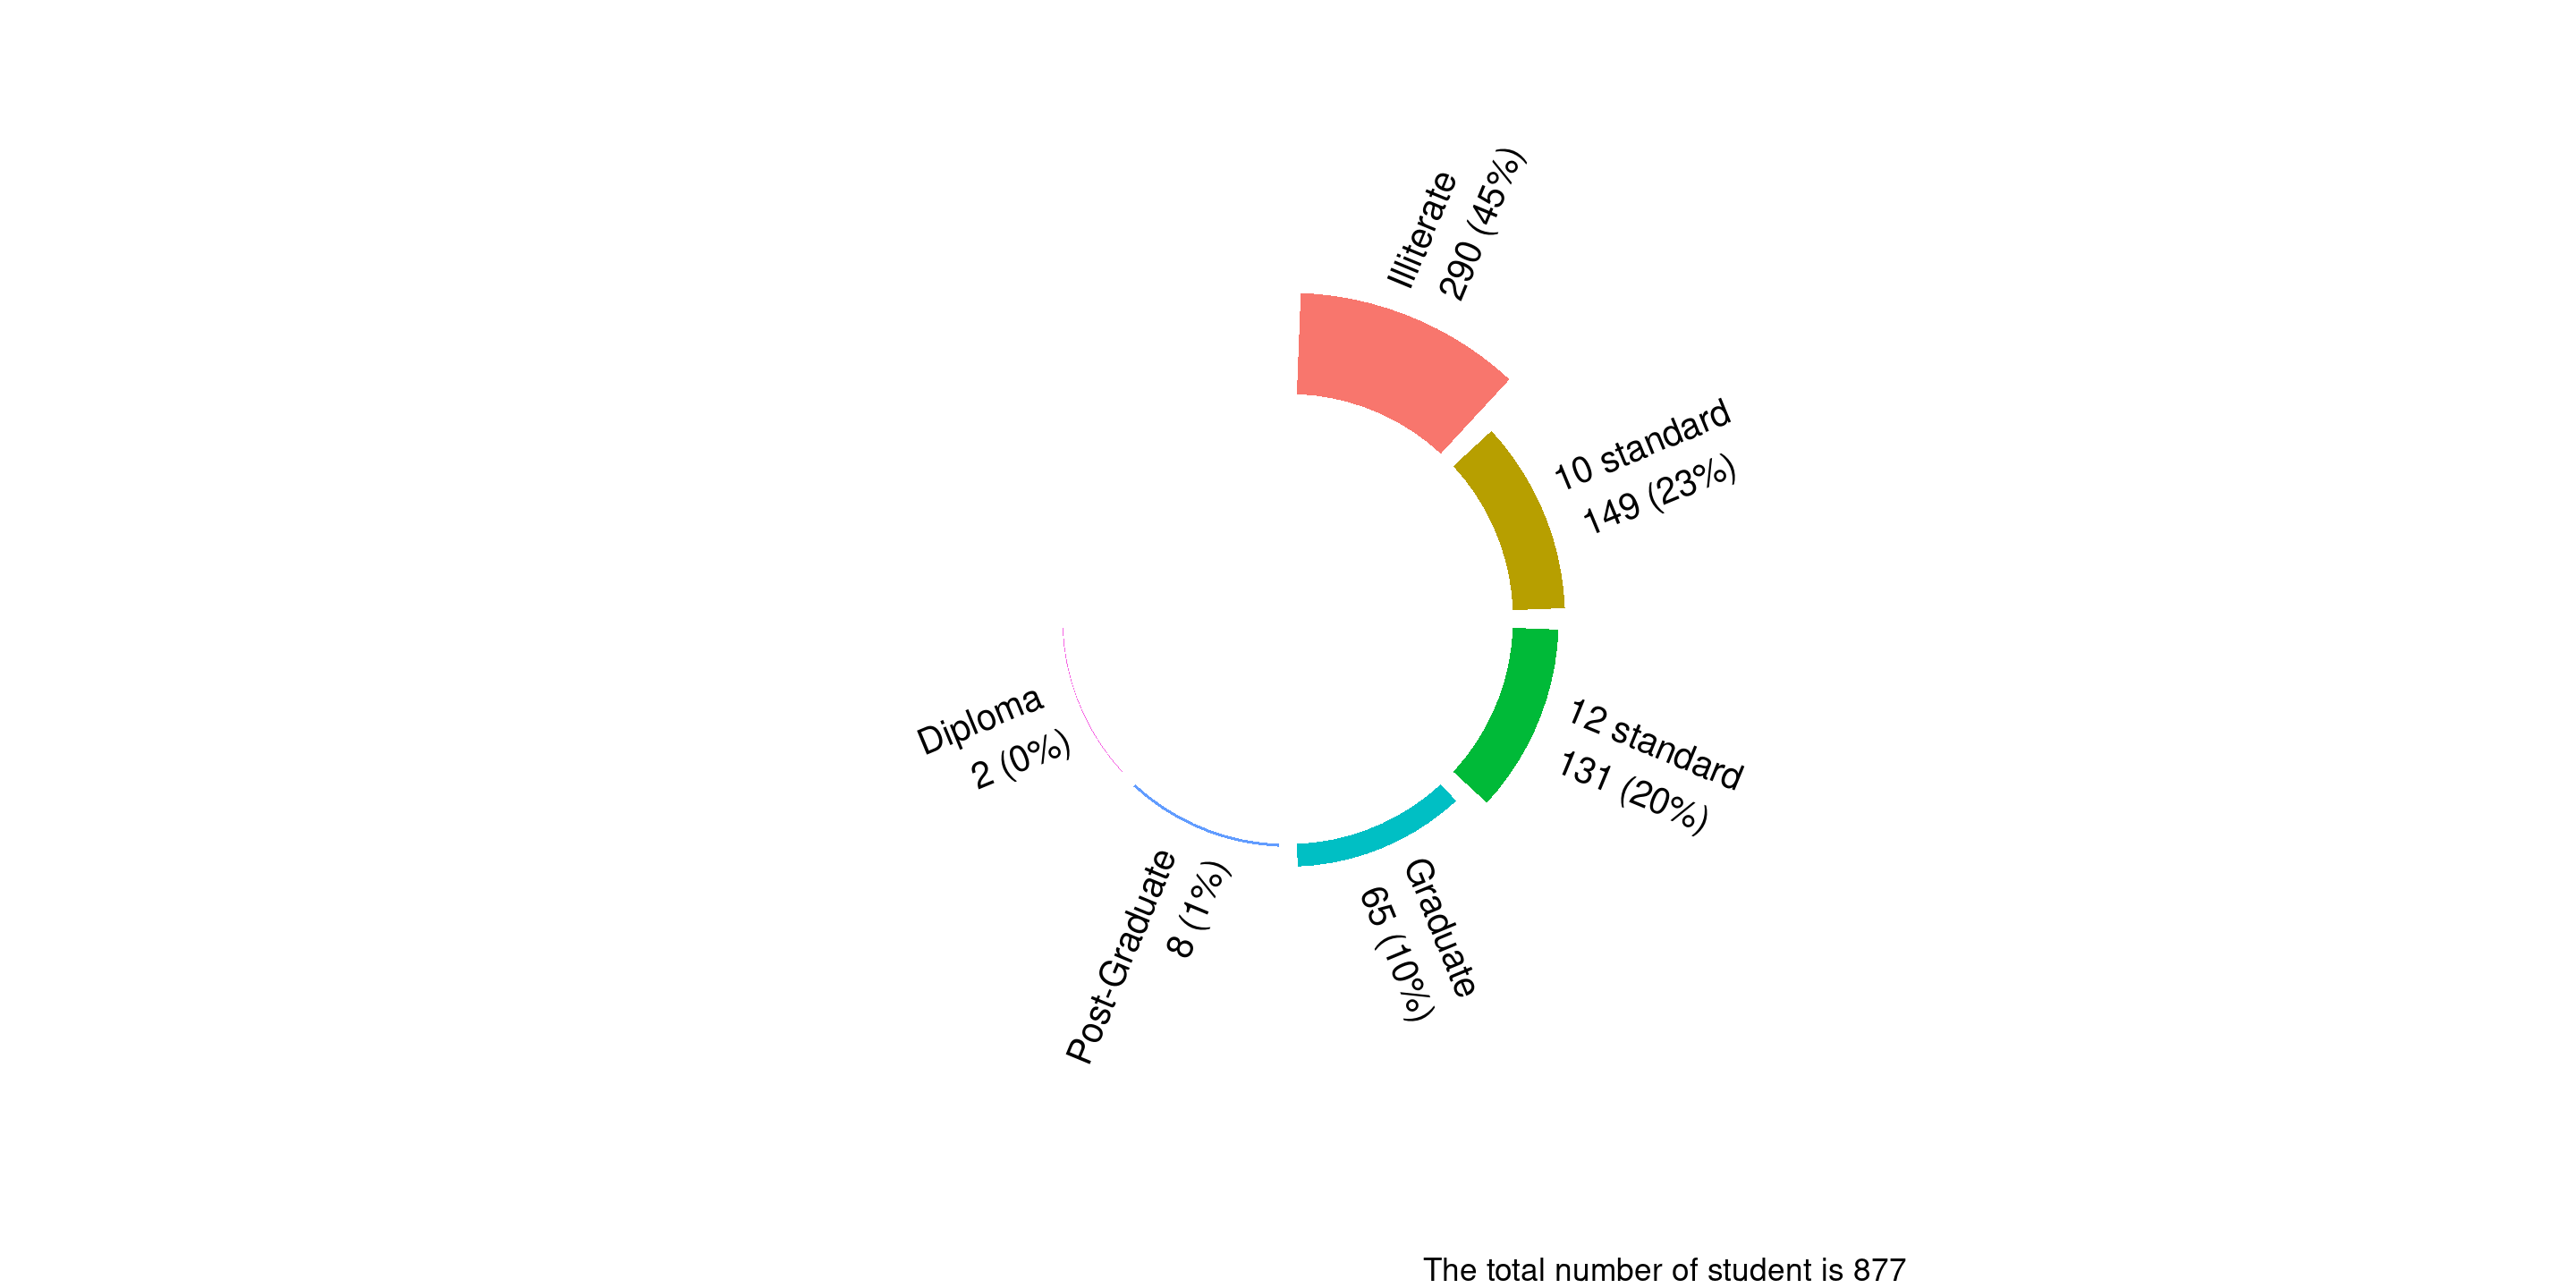 Illiterate
290 (45%)
10 standard
149 (23%)
12 standard
131 (20%)
Graduate
65 (10%)
Post-Graduate
8 (1%)
Diploma
2 (0%)
The total number of student is 877